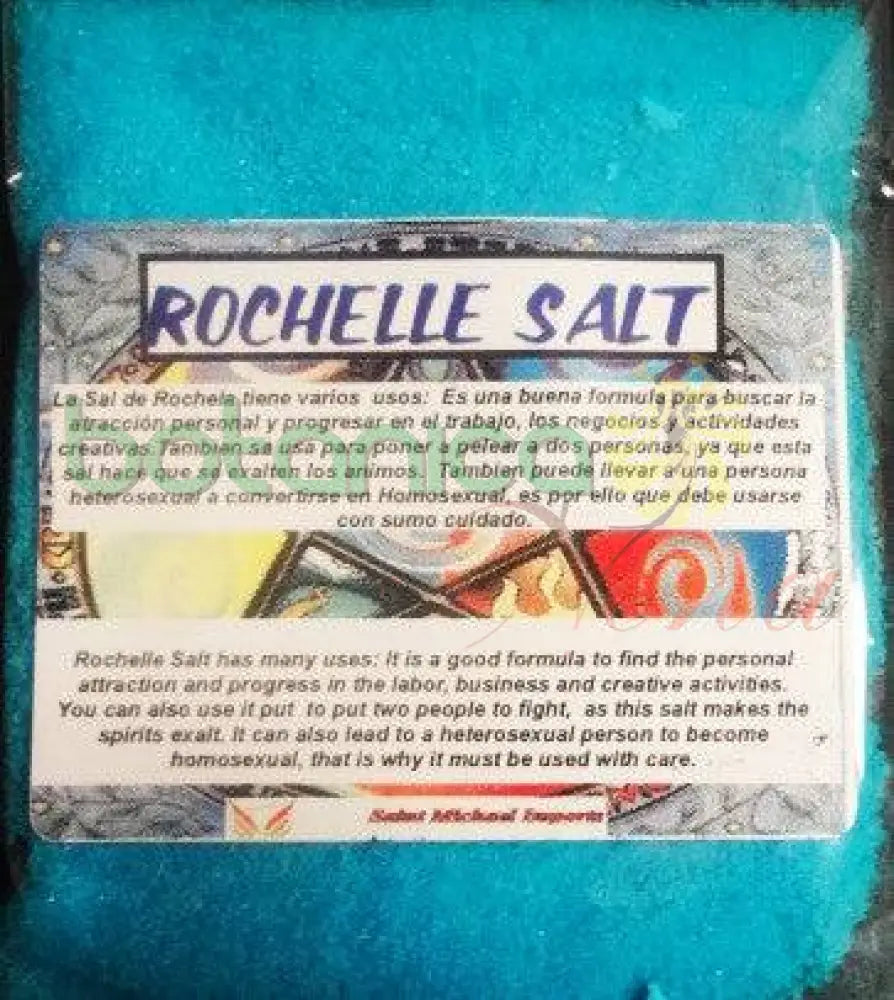 ROCHELLE SALT
La Sal de Rochela tiene varios usos: Es una buena formula para buscar la
atracción personal y progresar en el trabajo, los negocios y actividades
creativas. Tambien se usa para poner a pelear a dos personas, ya que esta
sal hace que se exalten los animos. Tambien puede llevar a una persona
heterosexual a convertirse en Homosexual, es por ello que debe usarse
con sumo cuidado.
botanica
Rochelle Salt has many uses: It is a good formula to find the personal
attraction and progress in the labor, business and creative activities.
You can also use it put to put two people to fight, as this salt makes the
spirits exalt. It can also lead to a heterosexual person to become
homosexual, that is why it must be used with care.
Saint Michael Imports